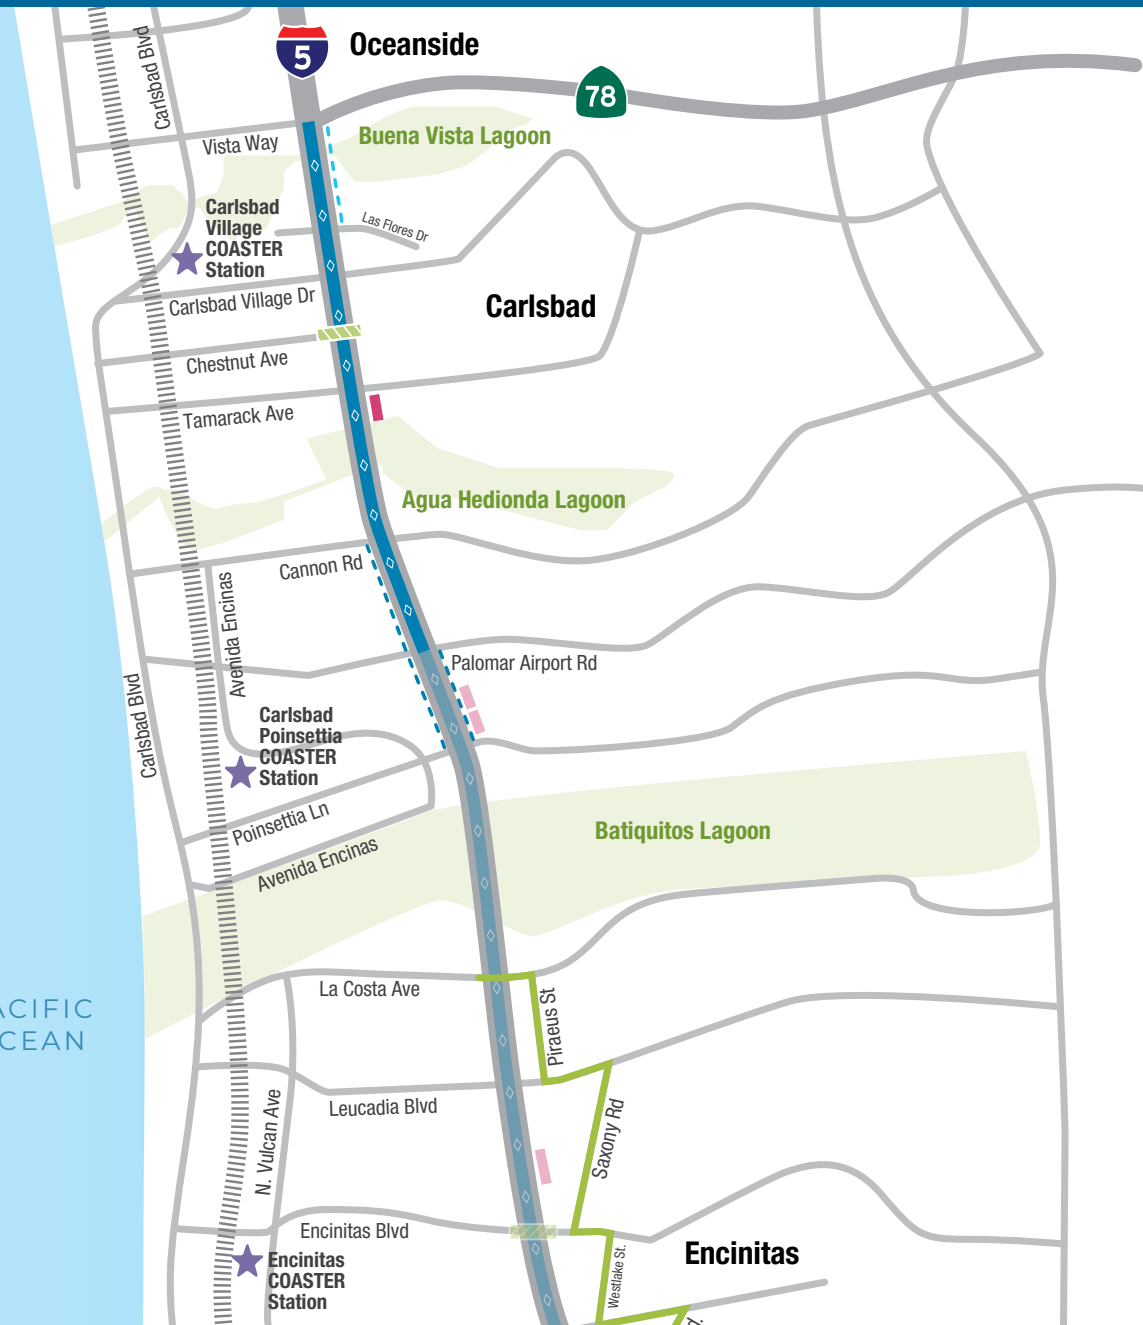 Oceanside
5
Carlsbad Blvd
78
Vista Way
Buena Vista Lagoon
Carlsbad
Village
COASTER
Station
Las Flores Dr
Carlsbad Village Dr
Carlsbad
Chestnut Ave
Tamarack Ave
Agua Hedionda Lagoon
Cannon Rd
Avenida Encinas
Palomar Airport Rd
Carlsbad Blvd
Carlsbad
Poinsettia
COASTER
Station
Poinsettia Ln
Batiquitos Lagoon
Avenida Encinas
La Costa Ave
Piraeus St
ACIFIC
CEAN
Leucadia Blvd
N. Vulcan Ave
Saxony Rd
Encinitas Blvd
Westlake St.
Encinitas
Encinitas
COASTER
Station
d.